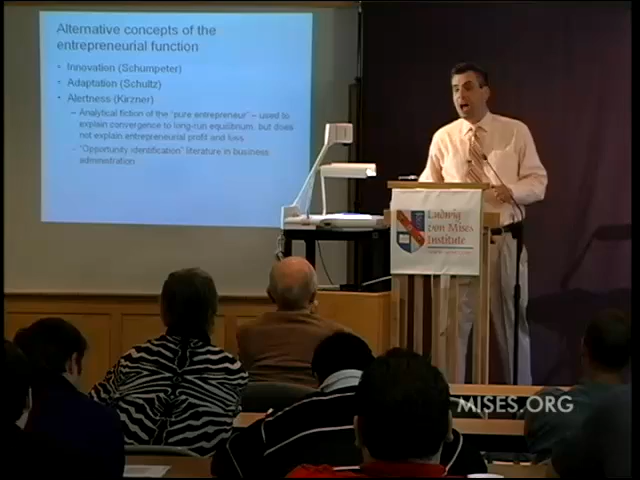 Alternative concepts of the
entrepreneurial function
• Innovation (Schumpeter)
• Adaptation (Schultz)
• Alertness (Kirzner)
– Analytical fiction of the "pure entrepreneur" – used to
explain convergence to long-run equilibrium, but does
not explain entrepreneurial profit and loss
– "Opportunity identification" literature in business
administration
Ludwig
von Mises
Institute
MISES.ORG